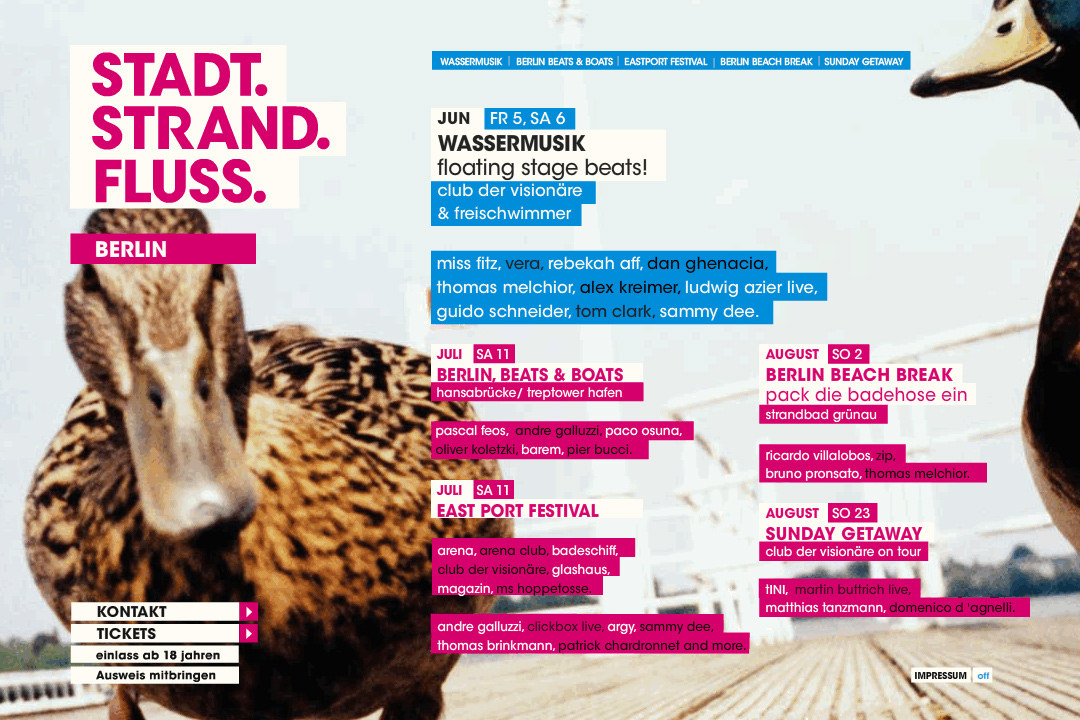 STADT.
STRAND.
FLUSS.
BERLIN
WASSERMUSIK | BERLIN BEATS & BOATS | EASTPORT FESTIVAL | BERLIN BEACH BREAK | SUNDAY GETAWAY
JUN FR 5, SA 6
WASSERMUSIK
floating stage beats!
club der visionäre
& freischwimmer
miss fitz, vera, rebekah aff, dan ghenacia,
thomas melchior, alex kreimer, ludwig azier live,
guido schneider, tom clark, sammy dee.
JULI SA 11
BERLIN, BEATS & BOATS
hansabrücke/ treptower hafen
pascal feos, andre galluzzi, paco osuna,
oliver koletzki, barem, pier bucci.
JULI SA 11
EAST PORT FESTIVAL
arena, arena club, badeschiff,
club der visionäre, glashaus,
magazin, ms hoppetosse.
andre galluzzi, clickbox live, argy, sammy dee,
thomas brinkmann, patrick chardronnet and more.
AUGUST SO 2
BERLIN BEACH BREAK
pack die badehose ein
strandbad grünau
ricardo villalobos, zip,
bruno pronsato, thomas melchior.
AUGUST SO 23
SUNDAY GETAWAY
club der visionäre on tour
tINI, martin buttrich live,
matthias tanzmann, domenico d 'agnelli.
KONTAKT
TICKETS
einlass ab 18 jahren
Ausweis mitbringen
IMPRESSUM | off